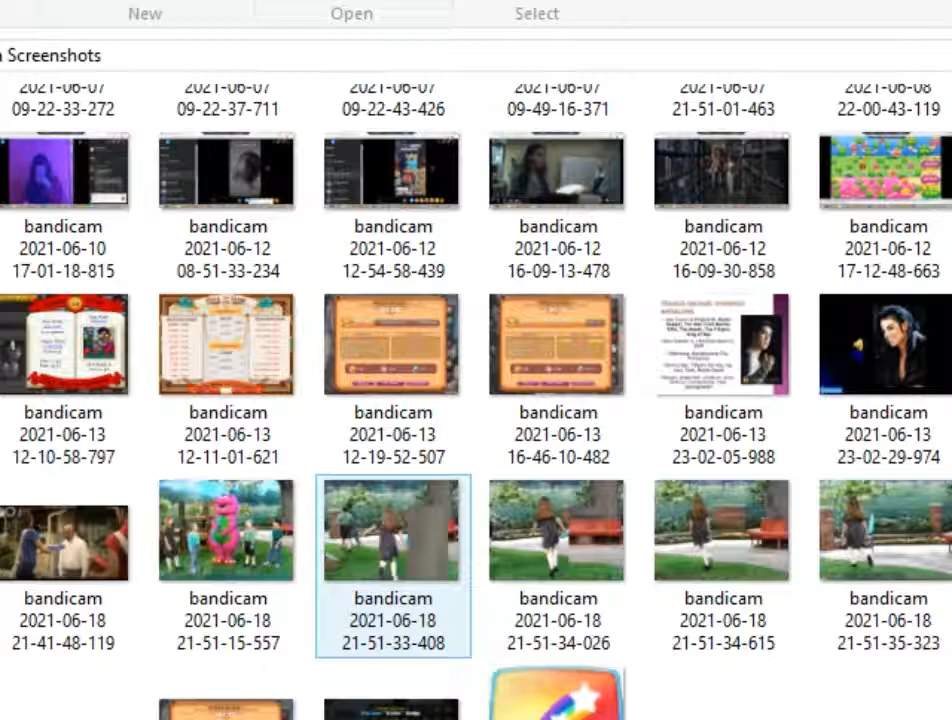 New Open Select
Screenshots
2021-06-07 2021-06-07 2021-06-07 2021-06-07 2021-06-07 2021-06-08
09-22-33-272 09-22-37-711 09-22-43-426 09-49-16-371 21-51-01-463 22-00-43-119
bandicam bandicam bandicam bandicam bandicam bandicam
2021-06-10 2021-06-12 2021-06-12 2021-06-12 2021-06-12 2021-06-12
17-01-18-815 08-51-33-234 12-54-58-439 16-09-13-478 16-09-30-858 17-12-48-663
bandicam bandicam bandicam bandicam bandicam bandicam
2021-06-13 2021-06-13 2021-06-13 2021-06-13 2021-06-13 2021-06-13
12-10-58-797 12-11-01-621 12-19-52-507 16-46-10-482 23-02-05-988 23-02-29-974
bandicam bandicam bandicam bandicam bandicam bandicam
2021-06-18 2021-06-18 2021-06-18 2021-06-18 2021-06-18 2021-06-18
21-41-48-119 21-51-15-557 21-51-33-408 21-51-34-026 21-51-34-615 21-51-35-323